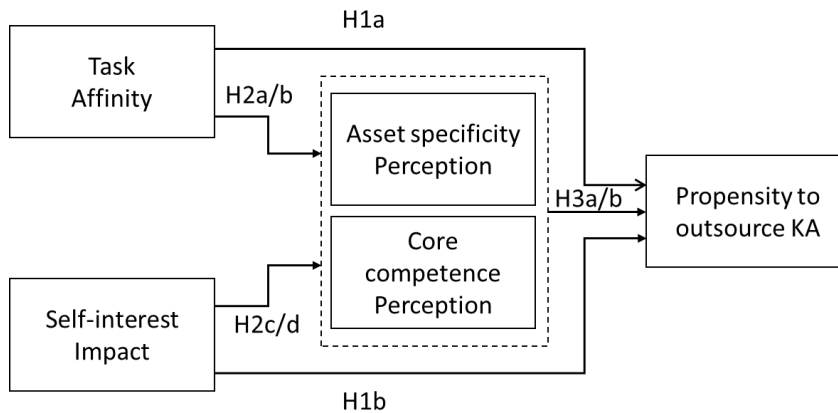 H1a
Task
Affinity
H2a/b
Asset specificity
Perception
H3a/b
Propensity to
outsource KA
Core
competence
Perception
Self-interest
Impact
H2c/d
H1b